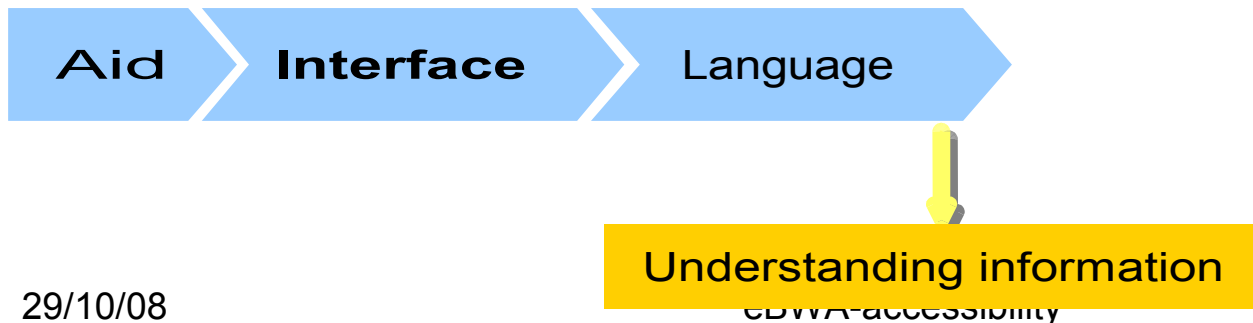 Aid Interface Language
Understanding information
29/10/08 eBWA-accessibility